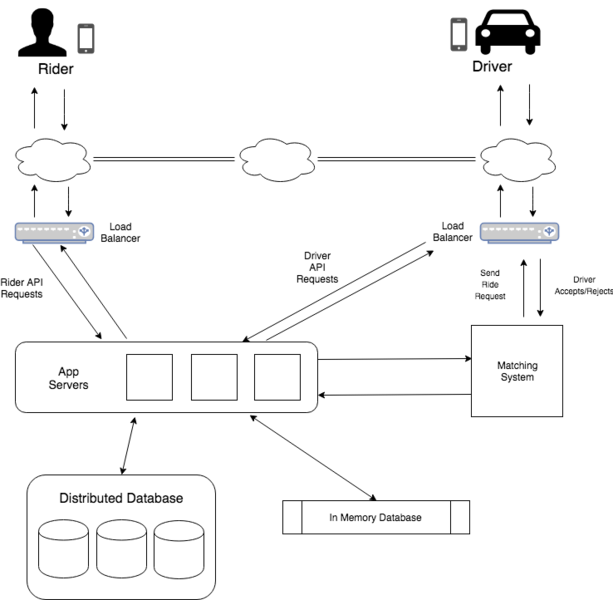 Rider
Driver
Load
Balancer
Load
Balancer
Rider API
Requests
Driver
API
Requests
Send
Ride
Request
Driver
Accepts/Rejects
App
Servers
Matching
System
Distributed Database
In Memory Database